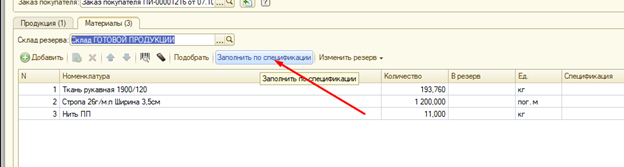 Заказ покупателя: Заказ покупателя ПИ-00001216 от 07.1 ... 🔍
Продукция (1) Материалы (3)
Склад резерва: Склад ГОТОВОЙ ПРОДУКЦИИ ...
Добавить Подобрать Заполнить по спецификации Изменить резерв
Заполнить по спецификации
N Номенклатура Количество В резерв Ед. Спецификация
1 Ткань рукавная 1900/120 193,760 кг
2 Стропа 26г/м.п Ширина 3,5см 1 200,000 пог. м
3 Нить ПП 11,000 кг